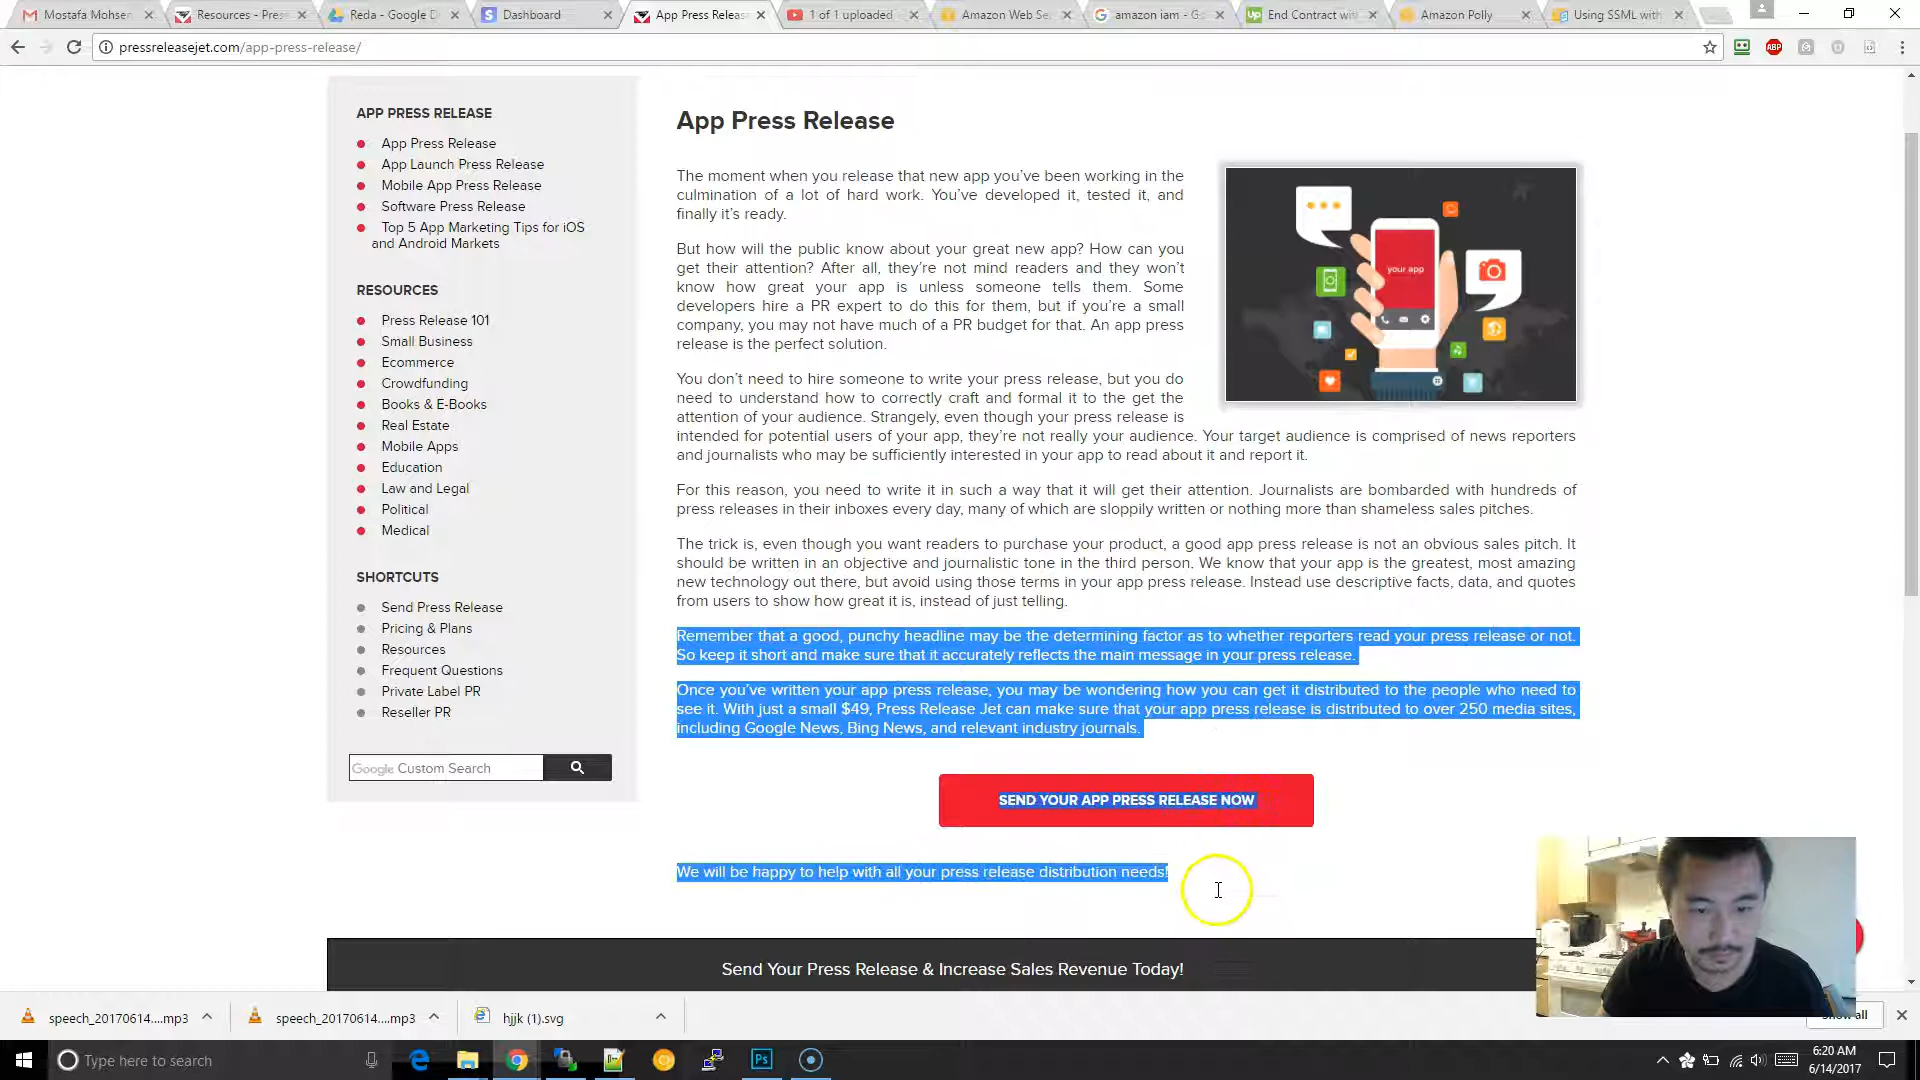 Mostafa Mohsen
Resources - Pres
Reda - Google D
Dashboard
App Press Releas
1 of 1 uploaded
Amazon Web Se
amazon iam - G
End Contract wit
Amazon Polly
Using SSML with
pressreleasejet.com/app-press-release/
ABP
APP PRESS RELEASE
App Press Release
App Launch Press Release
Mobile App Press Release
Software Press Release
Top 5 App Marketing Tips for iOS
and Android Markets
RESOURCES
Press Release 101
Small Business
Ecommerce
Crowdfunding
Books & E-Books
Real Estate
Mobile Apps
Education
Law and Legal
Political
Medical
SHORTCUTS
Send Press Release
Pricing & Plans
Resources
Frequent Questions
Private Label PR
Reseller PR
Google Custom Search
App Press Release
The moment when you release that new app you've been working in the
culmination of a lot of hard work. You've developed it, tested it, and
finally it's ready.
But how will the public know about your great new app? How can you
get their attention? After all, they're not mind readers and they won't
know how great your app is unless someone tells them. Some
developers hire a PR expert to do this for them, but if you're a small
company, you may not have much of a PR budget for that. An app press
release is the perfect solution.
your app
You don't need to hire someone to write your press release, but you do
need to understand how to correctly craft and formal it to the get the
attention of your audience. Strangely, even though your press release is
intended for potential users of your app, they're not really your audience. Your target audience is comprised of news reporters
and journalists who may be sufficiently interested in your app to read about it and report it.
For this reason, you need to write it in such a way that it will get their attention. Journalists are bombarded with hundreds of
press releases in their inboxes every day, many of which are sloppily written or nothing more than shameless sales pitches.
The trick is, even though you want readers to purchase your product, a good app press release is not an obvious sales pitch. It
should be written in an objective and journalistic tone in the third person. We know that your app is the greatest, most amazing
new technology out there, but avoid using those terms in your app press release. Instead use descriptive facts, data, and quotes
from users to show how great it is, instead of just telling.
Remember that a good, punchy headline may be the determining factor as to whether reporters read your press release or not.
So keep it short and make sure that it accurately reflects the main message in your press release.
Once you've written your app press release, you may be wondering how you can get it distributed to the people who need to
see it. With just a small $49, Press Release Jet can make sure that your app press release is distributed to over 250 media sites,
including Google News, Bing News, and relevant industry journals.
SEND YOUR APP PRESS RELEASE NOW
We will be happy to help with all your press release distribution needs!
Send Your Press Release & Increase Sales Revenue Today!
speech_20170614....mp3
speech_20170614....mp3
hjjk (1).svg
Show all
Type here to search
Ps
6:20 AM
6/14/2017